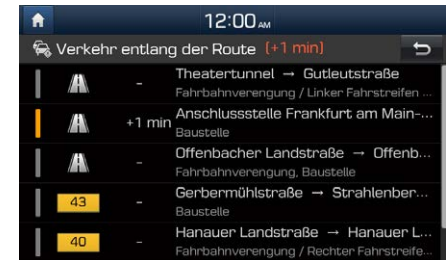 12:00 AM
Verkehr entlang der Route (+1 min)
- Theatertunnel → Gutleutstraße
Fahrbahnverengung / Linker Fahrstreifen ...
+1 min Anschlussstelle Frankfurt am Main-...
Baustelle
- Offenbacher Landstraße → Offenb...
Fahrbahnverengung, Baustelle
43 - Gerbermühlstraße → Strahlenber...
Baustelle
40 - Hanauer Landstraße → Hanauer L...
Fahrbahnverengung / Rechter Fahrstreife...